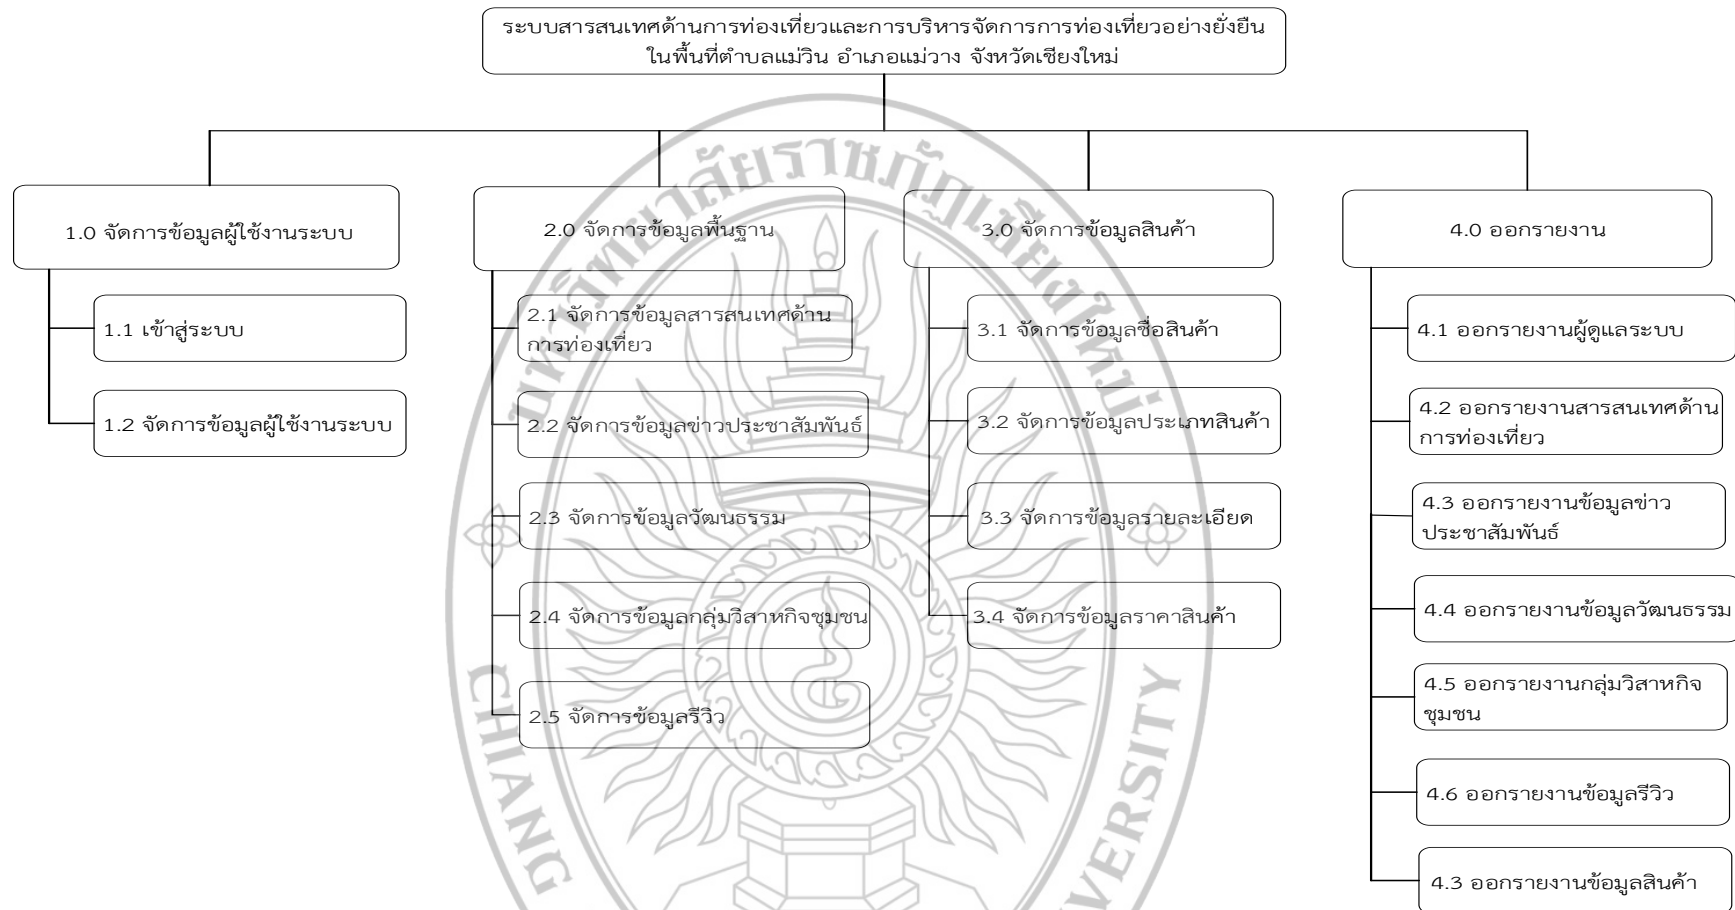 ระบบสารสนเทศด้านการท่องเที่ยวและการบริหารจัดการการท่องเที่ยวอย่างยั่งยืน
ในพื้นที่ตำบลแม่วิน อำเภอแม่วาง จังหวัดเชียงใหม่
มหาวิทยาลัยราชภัฏเชียงใหม่
1.0 จัดการข้อมูลผู้ใช้งานระบบ
1.1 เข้าสู่ระบบ
1.2 จัดการข้อมูลผู้ใช้งานระบบ
2.0 จัดการข้อมูลพื้นฐาน
2.1 จัดการข้อมูลสารสนเทศด้าน
การท่องเที่ยว
2.2 จัดการข้อมูลข่าวประชาสัมพันธ์
2.3 จัดการข้อมูลวัฒนธรรม
2.4 จัดการข้อมูลกลุ่มวิสาหกิจชุมชน
2.5 จัดการข้อมูลรีวิว
3.0 จัดการข้อมูลสินค้า
3.1 จัดการข้อมูลชื่อสินค้า
3.2 จัดการข้อมูลประเภทสินค้า
3.3 จัดการข้อมูลรายละเอียด
3.4 จัดการข้อมูลราคาสินค้า
4.0 ออกรายงาน
4.1 ออกรายงานผู้ดูแลระบบ
4.2 ออกรายงานสารสนเทศด้าน
การท่องเที่ยว
4.3 ออกรายงานข้อมูลข่าว
ประชาสัมพันธ์
4.4 ออกรายงานข้อมูลวัฒนธรรม
4.5 ออกรายงานกลุ่มวิสาหกิจ
ชุมชน
4.6 ออกรายงานข้อมูลรีวิว
4.3 ออกรายงานข้อมูลสินค้า
CHIANG
VERSITY